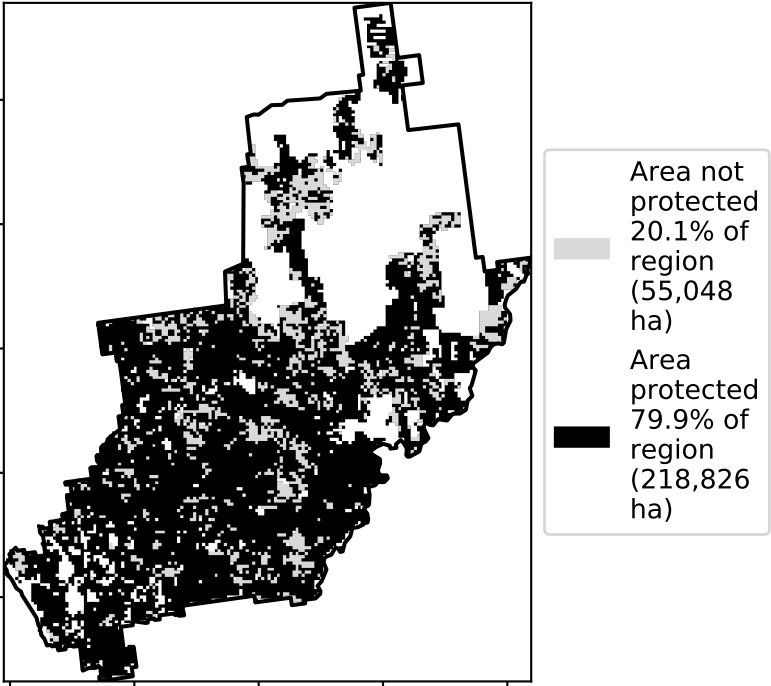 Area not
protected
20.1% of
region
(55,048
ha)
Area
protected
79.9% of
region
(218,826
ha)